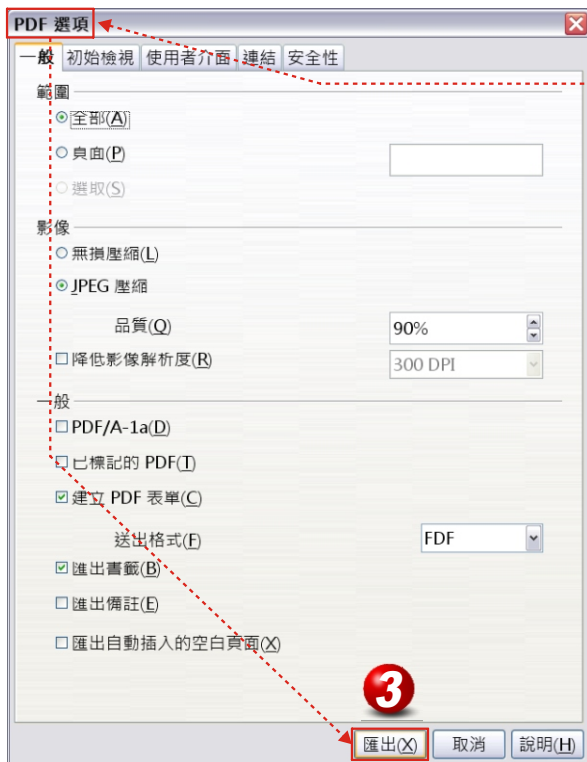 PDF 選項
一般 初始檢視 使用者介面 連結 安全性
範圍
全部(A)
頁面(P)
選取(S)
影像
無損壓縮(L)
JPEG 壓縮
品質(Q) 90%
降低影像解析度(R) 300 DPI
一般
PDF/A-1a(D)
已標記的 PDF(T)
建立 PDF 表單(C)
送出格式(F) FDF
匯出書籤(B)
匯出備註(E)
匯出自動插入的空白頁面(X)
3
匯出(X) 取消 說明(H)